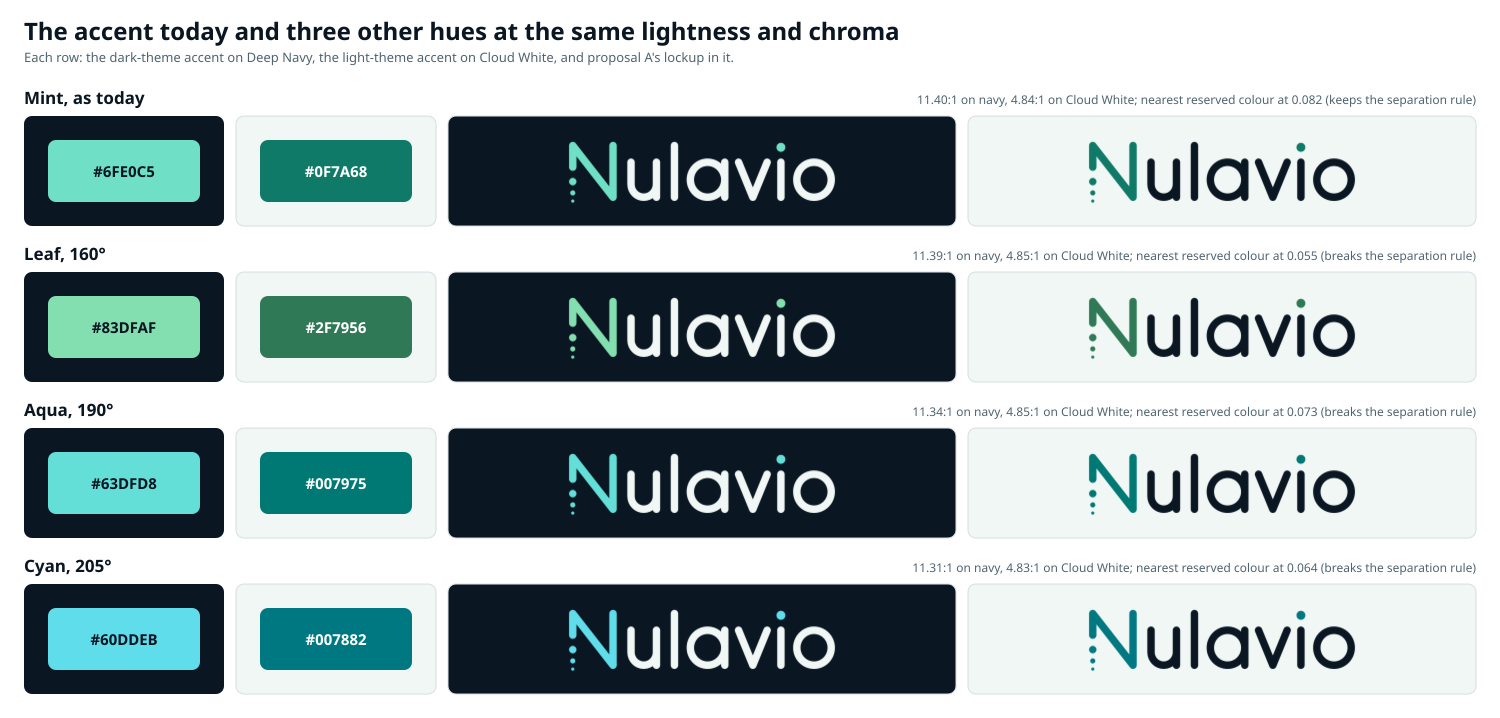 The accent today and three other hues at the same lightness and chroma
Each row: the dark-theme accent on Deep Navy, the light-theme accent on Cloud White, and proposal A's lockup in it.
Mint, as today
11.40:1 on navy, 4.84:1 on Cloud White; nearest reserved colour at 0.082 (keeps the separation rule)
#6FE0C5
#0F7A68
Nulavio
Nulavio
Leaf, 160°
11.39:1 on navy, 4.85:1 on Cloud White; nearest reserved colour at 0.055 (breaks the separation rule)
#83DFAF
#2F7956
Nulavio
Nulavio
Aqua, 190°
11.34:1 on navy, 4.85:1 on Cloud White; nearest reserved colour at 0.073 (breaks the separation rule)
#63DFD8
#007975
Nulavio
Nulavio
Cyan, 205°
11.31:1 on navy, 4.83:1 on Cloud White; nearest reserved colour at 0.064 (breaks the separation rule)
#60DDEB
#007882
Nulavio
Nulavio